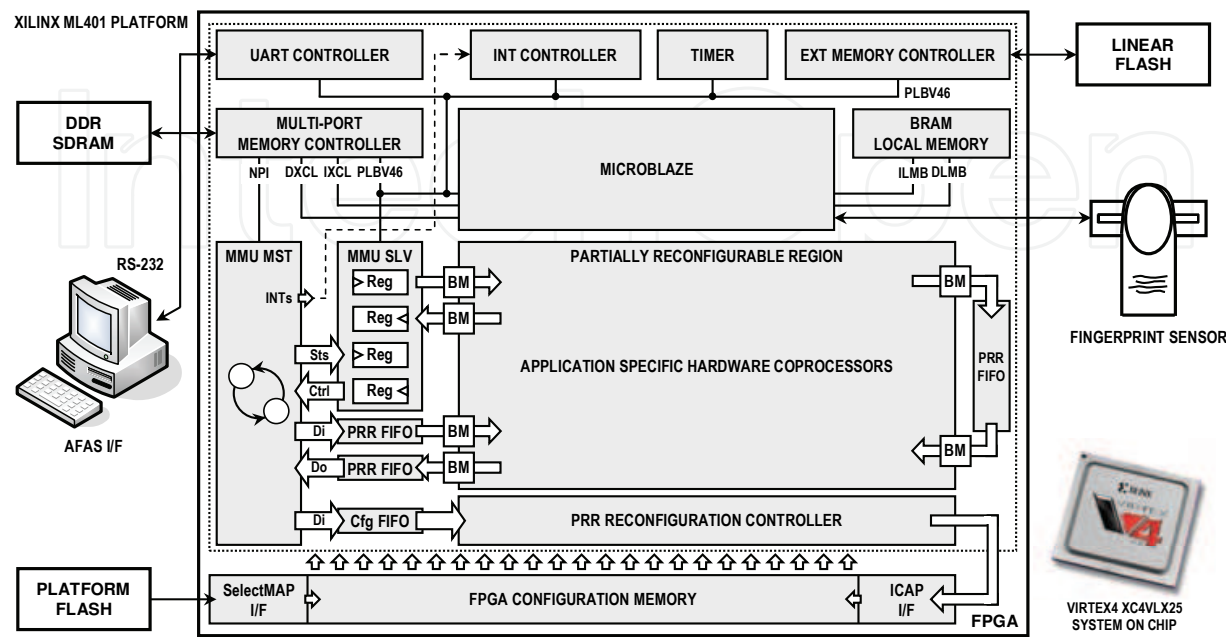 XILINX ML401 PLATFORM
UART CONTROLLER
INT CONTROLLER
TIMER
EXT MEMORY CONTROLLER
LINEAR
FLASH
PLBV46
DDR
SDRAM
MULTI-PORT
MEMORY CONTROLLER
NPI DXCL IXCL PLBV46
MICROBLAZE
BRAM
LOCAL MEMORY
ILMB DLMB
InTechOpen
RS-232
AFAS I/F
MMU MST
INTs
MMU SLV
Reg
Reg
Reg
Reg
Sts
Ctrl
Di
PRR FIFO
Do
PRR FIFO
Di
Cfg FIFO
BM
BM
BM
BM
PARTIALLY RECONFIGURABLE REGION
APPLICATION SPECIFIC HARDWARE COPROCESSORS
BM
PRR
FIFO
BM
FINGERPRINT SENSOR
PRR RECONFIGURATION CONTROLLER
PLATFORM
FLASH
SelectMAP
I/F
FPGA CONFIGURATION MEMORY
ICAP
I/F
FPGA
XILINX
VIRTEX
4
VIRTEX4 XC4VLX25
SYSTEM ON CHIP